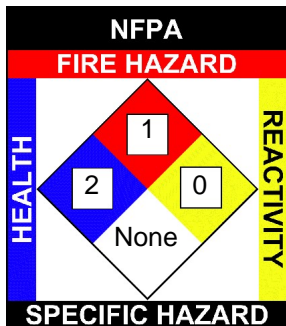 NFPA
FIRE HAZARD
HEALTH
1
2
0
None
REACTIVITY
SPECIFIC HAZARD